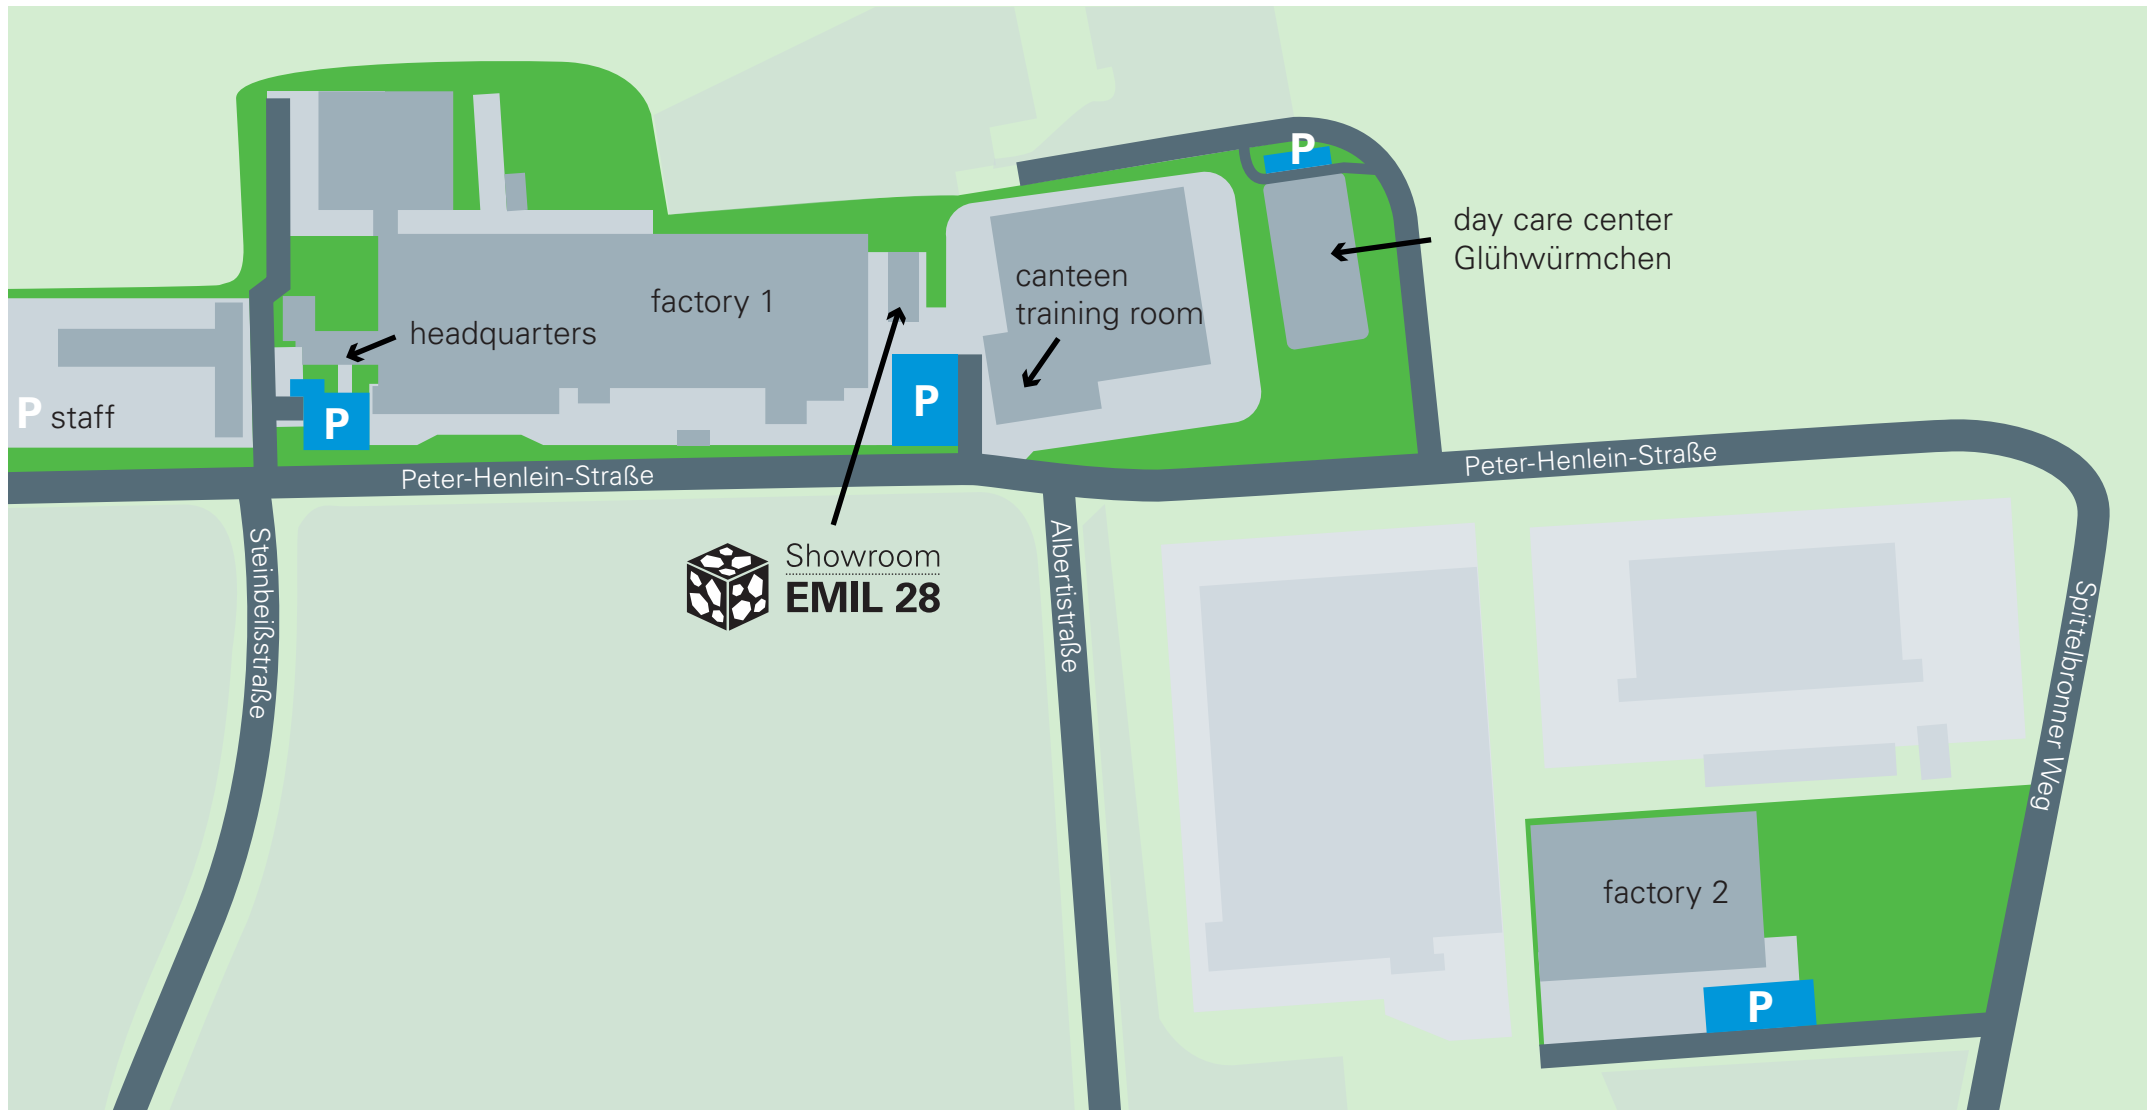 P
day care center
Glühwürmchen
canteen
training room
factory 1
headquarters
P staff
P
P
Peter-Henlein-Straße
Peter-Henlein-Straße
Steinbeißstraße
Showroom
EMIL 28
Albertistraße
Spittelbronner Weg
factory 2
P